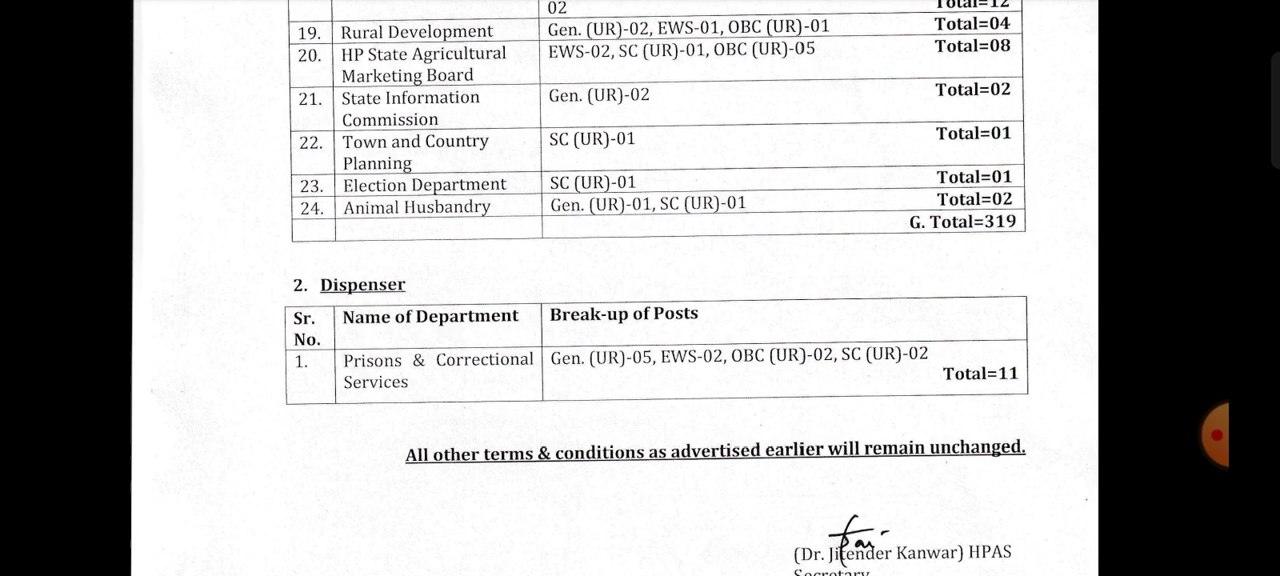 02
Total=12
19. Rural Development Gen. (UR)-02, EWS-01, OBC (UR)-01 Total=04
20. HP State Agricultural EWS-02, SC (UR)-01, OBC (UR)-05 Total=08
Marketing Board
21. State Information Gen. (UR)-02 Total=02
Commission
22. Town and Country SC (UR)-01 Total=01
Planning
23. Election Department SC (UR)-01 Total=01
24. Animal Husbandry Gen. (UR)-01, SC (UR)-01 Total=02
G. Total=319
2. Dispenser
Sr. Name of Department Break-up of Posts
No.
1. Prisons & Correctional Gen. (UR)-05, EWS-02, OBC (UR)-02, SC (UR)-02
Services Total=11
All other terms & conditions as advertised earlier will remain unchanged.
(Dr. Jitender Kanwar) HPAS
Secretary